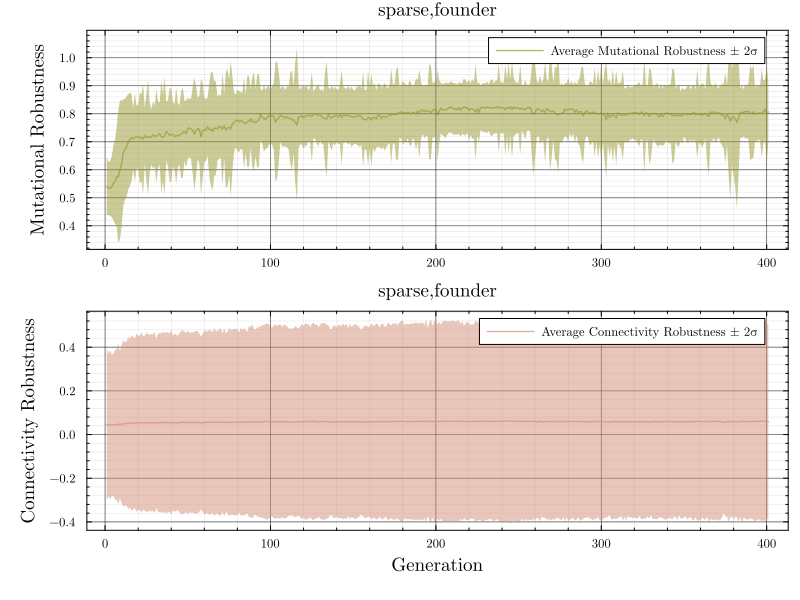 sparse,founder
Average Mutational Robustness ± 2σ
Mutational Robustness
1.0
0.9
0.8
0.7
0.6
0.5
0.4
0 100 200 300 400
sparse,founder
Average Connectivity Robustness ± 2σ
Connectivity Robustness
0.4
0.2
0.0
−0.2
−0.4
0 100 200 300 400
Generation